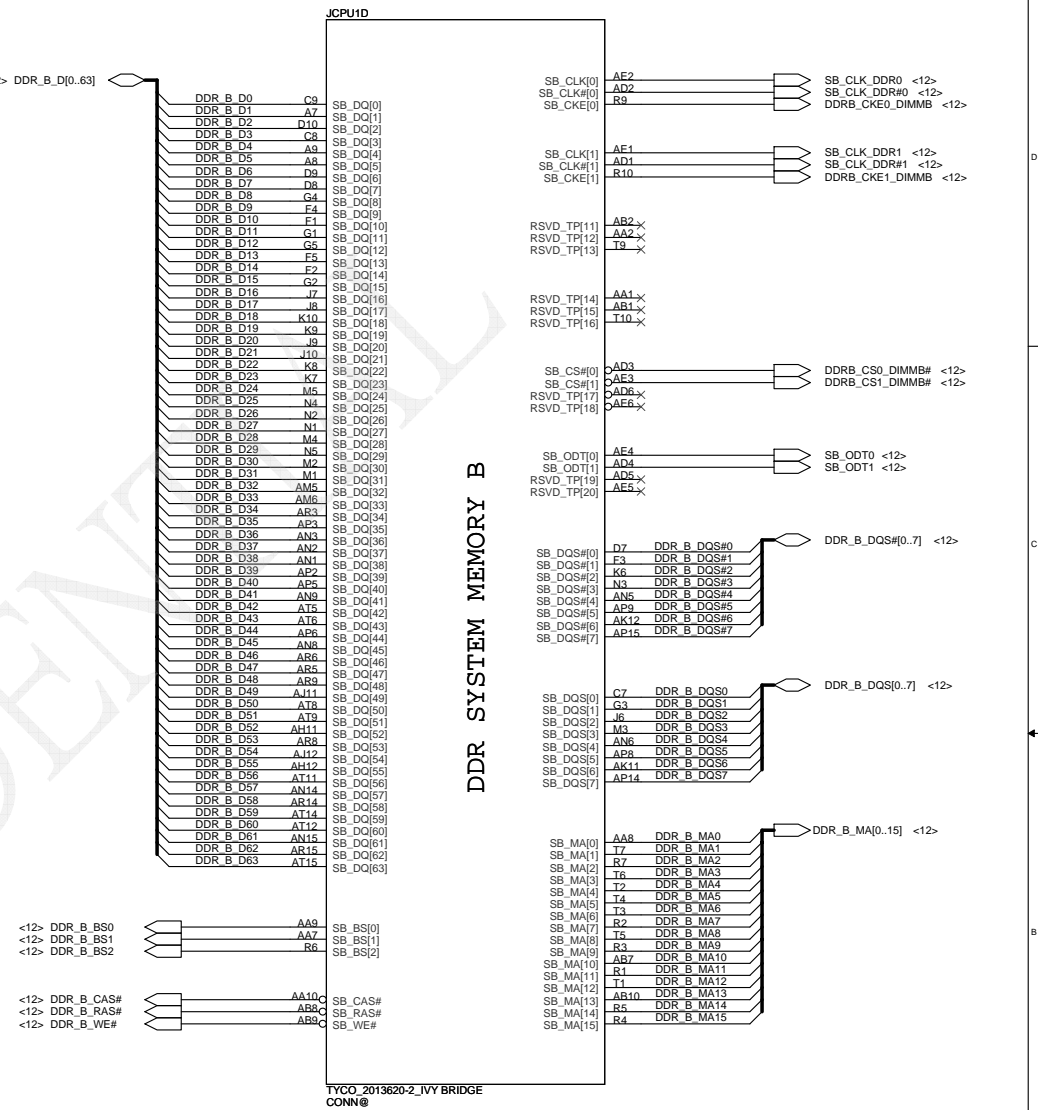 JCPU1D
> DDR_B_D[0..63]
DDR_B_D0 C9 SB_DQ[0]
DDR_B_D1 A7 SB_DQ[1]
DDR_B_D2 D10 SB_DQ[2]
DDR_B_D3 C8 SB_DQ[3]
DDR_B_D4 A9 SB_DQ[4]
DDR_B_D5 A8 SB_DQ[5]
DDR_B_D6 D9 SB_DQ[6]
DDR_B_D7 D8 SB_DQ[7]
DDR_B_D8 G4 SB_DQ[8]
DDR_B_D9 F4 SB_DQ[9]
DDR_B_D10 F1 SB_DQ[10]
DDR_B_D11 G1 SB_DQ[11]
DDR_B_D12 G5 SB_DQ[12]
DDR_B_D13 F5 SB_DQ[13]
DDR_B_D14 F2 SB_DQ[14]
DDR_B_D15 G2 SB_DQ[15]
DDR_B_D16 J7 SB_DQ[16]
DDR_B_D17 J8 SB_DQ[17]
DDR_B_D18 K10 SB_DQ[18]
DDR_B_D19 K9 SB_DQ[19]
DDR_B_D20 J9 SB_DQ[20]
DDR_B_D21 J10 SB_DQ[21]
DDR_B_D22 K8 SB_DQ[22]
DDR_B_D23 K7 SB_DQ[23]
DDR_B_D24 M5 SB_DQ[24]
DDR_B_D25 N4 SB_DQ[25]
DDR_B_D26 N2 SB_DQ[26]
DDR_B_D27 N1 SB_DQ[27]
DDR_B_D28 M4 SB_DQ[28]
DDR_B_D29 N5 SB_DQ[29]
DDR_B_D30 M2 SB_DQ[30]
DDR_B_D31 M1 SB_DQ[31]
DDR_B_D32 AM5 SB_DQ[32]
DDR_B_D33 AM6 SB_DQ[33]
DDR_B_D34 AR3 SB_DQ[34]
DDR_B_D35 AP3 SB_DQ[35]
DDR_B_D36 AN3 SB_DQ[36]
DDR_B_D37 AN2 SB_DQ[37]
DDR_B_D38 AN1 SB_DQ[38]
DDR_B_D39 AP2 SB_DQ[39]
DDR_B_D40 AP5 SB_DQ[40]
DDR_B_D41 AN9 SB_DQ[41]
DDR_B_D42 AT5 SB_DQ[42]
DDR_B_D43 AT6 SB_DQ[43]
DDR_B_D44 AP6 SB_DQ[44]
DDR_B_D45 AN8 SB_DQ[45]
DDR_B_D46 AR6 SB_DQ[46]
DDR_B_D47 AR5 SB_DQ[47]
DDR_B_D48 AR9 SB_DQ[48]
DDR_B_D49 AJ11 SB_DQ[49]
DDR_B_D50 AT8 SB_DQ[50]
DDR_B_D51 AT9 SB_DQ[51]
DDR_B_D52 AH11 SB_DQ[52]
DDR_B_D53 AR8 SB_DQ[53]
DDR_B_D54 AJ12 SB_DQ[54]
DDR_B_D55 AH12 SB_DQ[55]
DDR_B_D56 AT11 SB_DQ[56]
DDR_B_D57 AN14 SB_DQ[57]
DDR_B_D58 AR14 SB_DQ[58]
DDR_B_D59 AT14 SB_DQ[59]
DDR_B_D60 AT12 SB_DQ[60]
DDR_B_D61 AN15 SB_DQ[61]
DDR_B_D62 AR15 SB_DQ[62]
DDR_B_D63 AT15 SB_DQ[63]
<12> DDR_B_BS0 AA9 SB_BS[0]
<12> DDR_B_BS1 AA7 SB_BS[1]
<12> DDR_B_BS2 R6 SB_BS[2]
<12> DDR_B_CAS# AA10 SB_CAS#
<12> DDR_B_RAS# AB8 SB_RAS#
<12> DDR_B_WE# AB9 SB_WE#
DDR SYSTEM MEMORY B
SB_CLK[0] AE2 SB_CLK_DDR0 <12>
SB_CLK#[0] AD2 SB_CLK_DDR#0 <12>
SB_CKE[0] R9 DDRB_CKE0_DIMMB <12>
SB_CLK[1] AE1 SB_CLK_DDR1 <12>
SB_CLK#[1] AD1 SB_CLK_DDR#1 <12>
SB_CKE[1] R10 DDRB_CKE1_DIMMB <12>
RSVD_TP[11] AB2
RSVD_TP[12] AA2
RSVD_TP[13] T9
RSVD_TP[14] AA1
RSVD_TP[15] AB1
RSVD_TP[16] T10
SB_CS#[0] AD3 DDRB_CS0_DIMMB# <12>
SB_CS#[1] AE3 DDRB_CS1_DIMMB# <12>
RSVD_TP[17] AD6
RSVD_TP[18] AE6
SB_ODT[0] AE4 SB_ODT0 <12>
SB_ODT[1] AD4 SB_ODT1 <12>
RSVD_TP[19] AD5
RSVD_TP[20] AE5
DDR_B_DQS#[0..7] <12>
SB_DQS#[0] D7 DDR_B_DQS#0
SB_DQS#[1] F3 DDR_B_DQS#1
SB_DQS#[2] K6 DDR_B_DQS#2
SB_DQS#[3] N3 DDR_B_DQS#3
SB_DQS#[4] AN5 DDR_B_DQS#4
SB_DQS#[5] AP9 DDR_B_DQS#5
SB_DQS#[6] AK12 DDR_B_DQS#6
SB_DQS#[7] AP15 DDR_B_DQS#7
DDR_B_DQS[0..7] <12>
SB_DQS[0] C7 DDR_B_DQS0
SB_DQS[1] G3 DDR_B_DQS1
SB_DQS[2] J6 DDR_B_DQS2
SB_DQS[3] M3 DDR_B_DQS3
SB_DQS[4] AN6 DDR_B_DQS4
SB_DQS[5] AP8 DDR_B_DQS5
SB_DQS[6] AK11 DDR_B_DQS6
SB_DQS[7] AP14 DDR_B_DQS7
DDR_B_MA[0..15] <12>
SB_MA[0] AA8 DDR_B_MA0
SB_MA[1] T7 DDR_B_MA1
SB_MA[2] R7 DDR_B_MA2
SB_MA[3] T6 DDR_B_MA3
SB_MA[4] T2 DDR_B_MA4
SB_MA[5] T4 DDR_B_MA5
SB_MA[6] T3 DDR_B_MA6
SB_MA[7] R2 DDR_B_MA7
SB_MA[8] T5 DDR_B_MA8
SB_MA[9] R3 DDR_B_MA9
SB_MA[10] AB7 DDR_B_MA10
SB_MA[11] R1 DDR_B_MA11
SB_MA[12] T1 DDR_B_MA12
SB_MA[13] AB10 DDR_B_MA13
SB_MA[14] R5 DDR_B_MA14
SB_MA[15] R4 DDR_B_MA15
TYCO_2013620-2_IVY BRIDGE
CONN@
D
C
B
DENTIAL